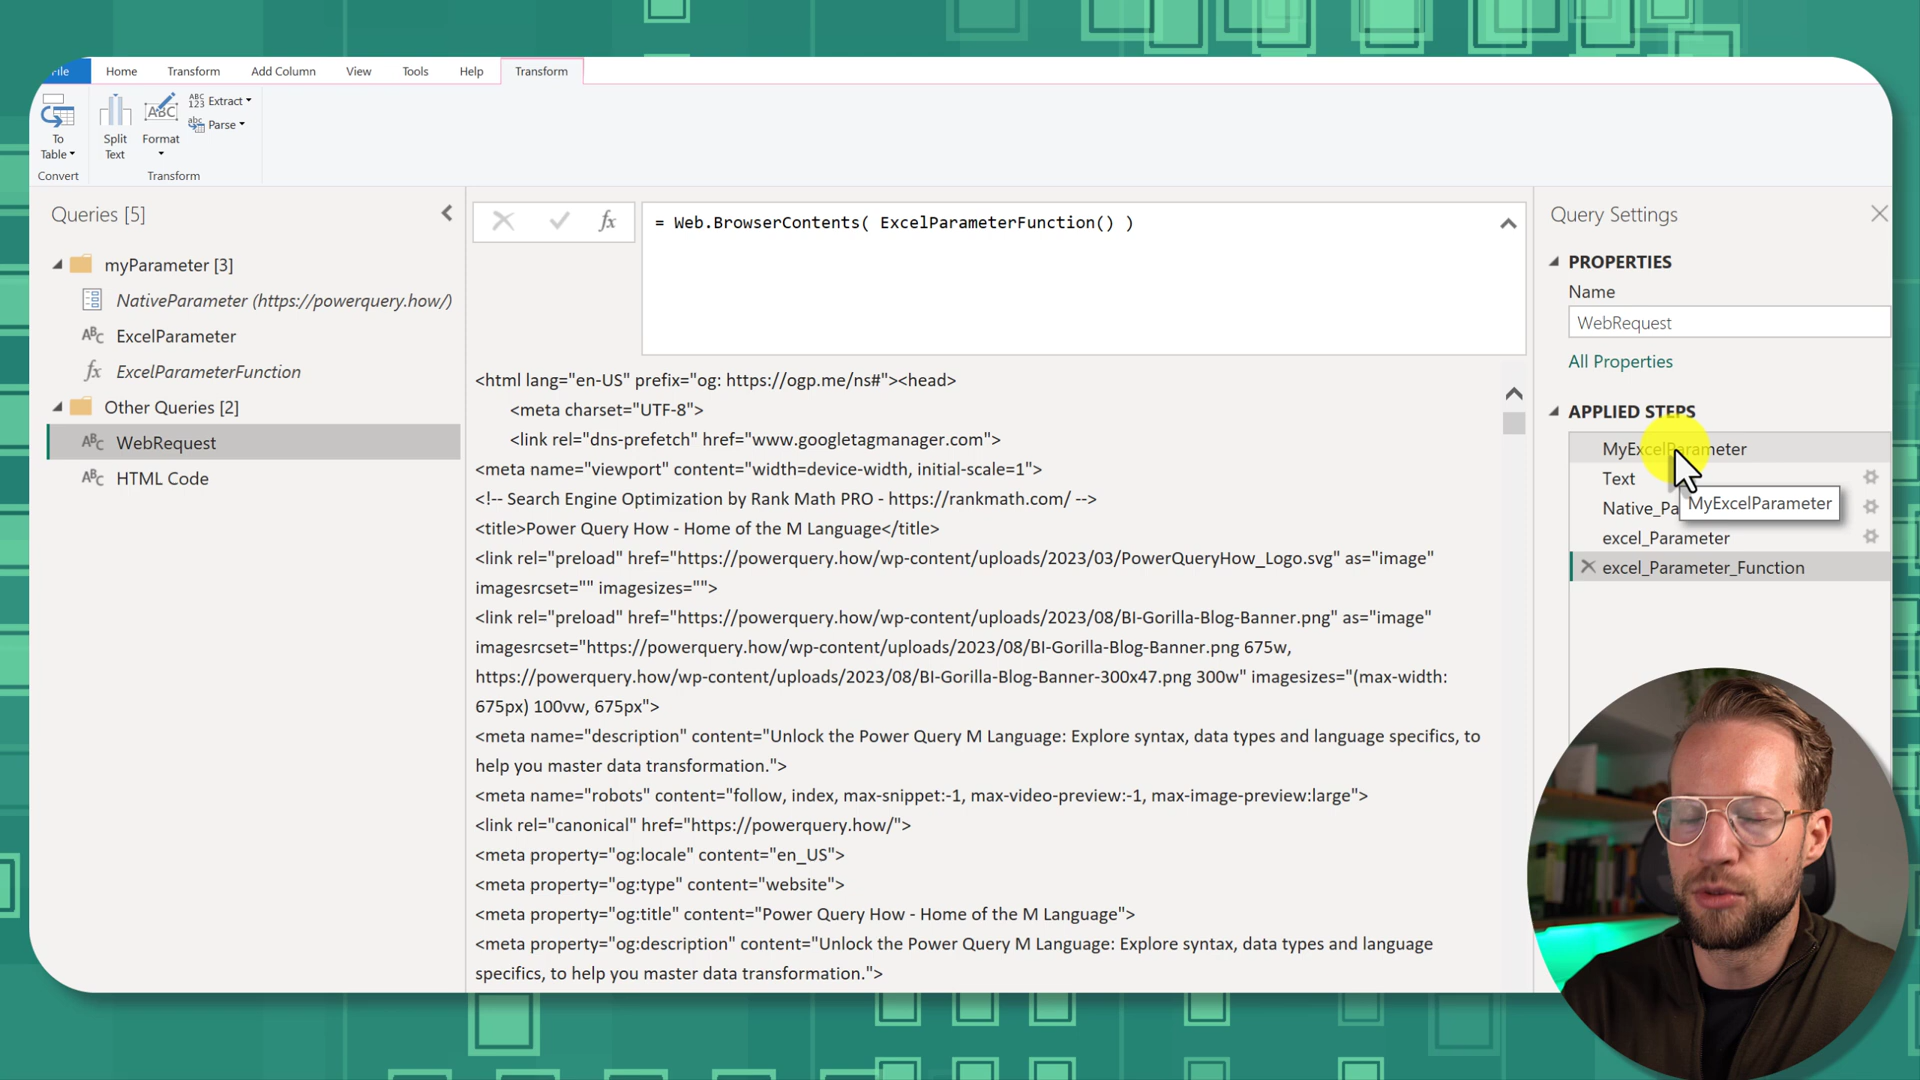 File Home Transform Add Column View Tools Help Transform
To
Table
Split
Text
Format
ABC
123
Extract
abc
Parse
Convert
Transform
Queries [5]
myParameter [3]
NativeParameter (https://powerquery.how/)
ABC ExcelParameter
fx ExcelParameterFunction
Other Queries [2]
ABC WebRequest
ABC HTML Code
fx
= Web.BrowserContents( ExcelParameterFunction() )
<html lang="en-US" prefix="og: https://ogp.me/ns#"><head>
<meta charset="UTF-8">
<link rel="dns-prefetch" href="www.googletagmanager.com">
<meta name="viewport" content="width=device-width, initial-scale=1">
<!-- Search Engine Optimization by Rank Math PRO - https://rankmath.com/ -->
<title>Power Query How - Home of the M Language</title>
<link rel="preload" href="https://powerquery.how/wp-content/uploads/2023/03/PowerQueryHow_Logo.svg" as="image"
imagesrcset="" imagesizes="">
<link rel="preload" href="https://powerquery.how/wp-content/uploads/2023/08/BI-Gorilla-Blog-Banner.png" as="image"
imagesrcset="https://powerquery.how/wp-content/uploads/2023/08/BI-Gorilla-Blog-Banner.png 675w,
https://powerquery.how/wp-content/uploads/2023/08/BI-Gorilla-Blog-Banner-300x47.png 300w" imagesizes="(max-width:
675px) 100vw, 675px">
<meta name="description" content="Unlock the Power Query M Language: Explore syntax, data types and language specifics, to
help you master data transformation.">
<meta name="robots" content="follow, index, max-snippet:-1, max-video-preview:-1, max-image-preview:large">
<link rel="canonical" href="https://powerquery.how/">
<meta property="og:locale" content="en_US">
<meta property="og:type" content="website">
<meta property="og:title" content="Power Query How - Home of the M Language">
<meta property="og:description" content="Unlock the Power Query M Language: Explore syntax, data types and language
specifics, to help you master data transformation.">
Query Settings
PROPERTIES
Name
WebRequest
All Properties
APPLIED STEPS
MyExcelParameter
Text
Native_Pa
MyExcelParameter
excel_Parameter
excel_Parameter_Function